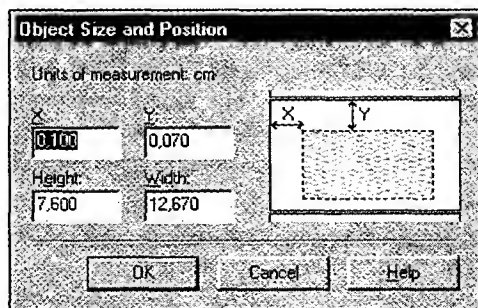 Object Size and Position
Units of measurement: cm
X Y:
0,100 0,070
Height: Width:
7,600 12,670
X Y
OK Cancel Help